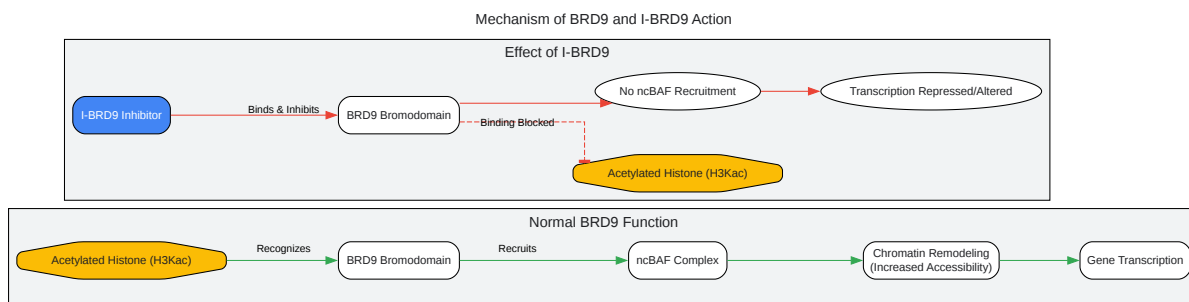 Mechanism of BRD9 and I-BRD9 Action
Effect of I-BRD9
I-BRD9 Inhibitor
Binds & Inhibits
BRD9 Bromodomain
No ncBAF Recruitment
Transcription Repressed/Altered
Binding Blocked
Acetylated Histone (H3Kac)
Normal BRD9 Function
Acetylated Histone (H3Kac)
Recognizes
BRD9 Bromodomain
Recruits
ncBAF Complex
Chromatin Remodeling
(Increased Accessibility)
Gene Transcription